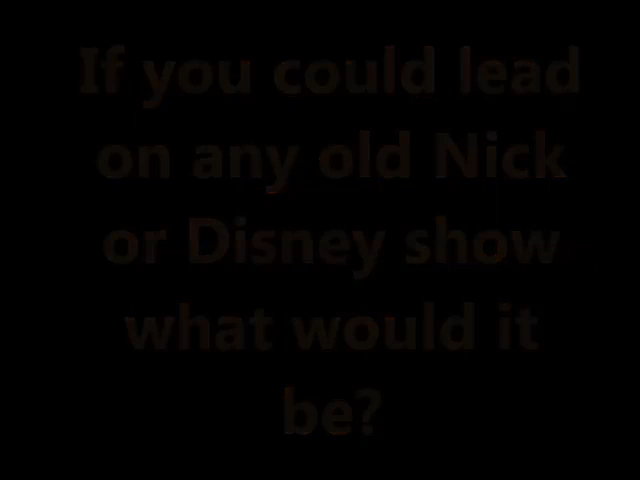 If you could lead
on any old Nick
or Disney show
what would it
be?